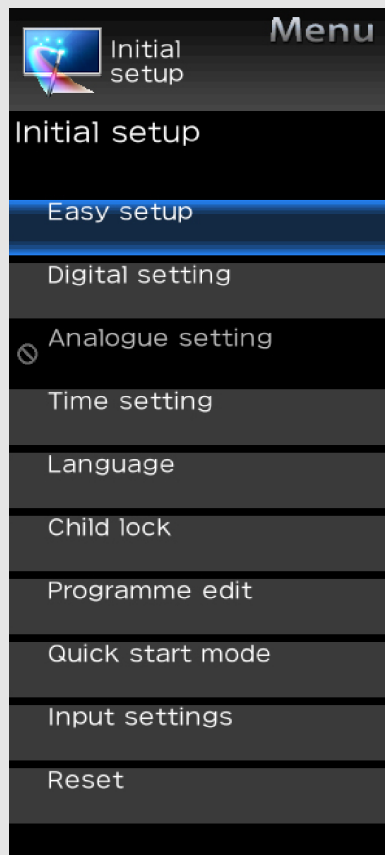 Menu
Initial
setup
Initial setup
Easy setup
Digital setting
Analogue setting
Time setting
Language
Child lock
Programme edit
Quick start mode
Input settings
Reset